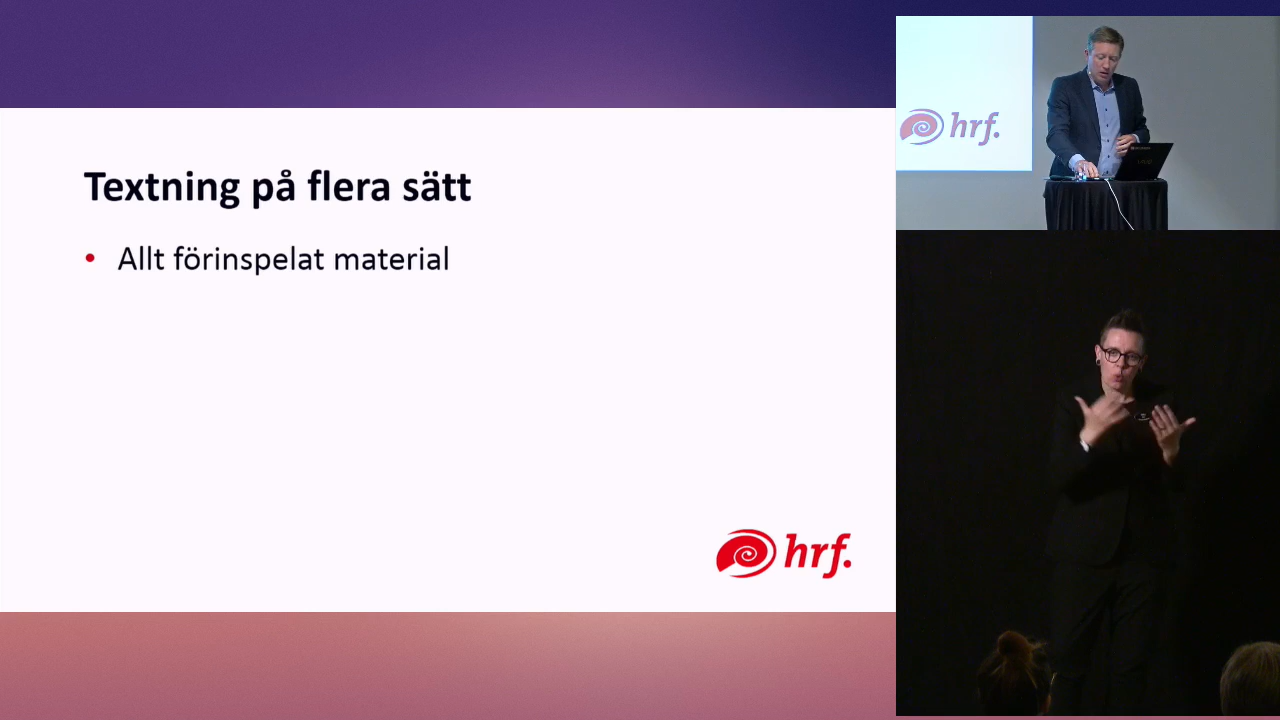 Textning på flera sätt
• Allt förinspelat material
hrf.
hrf.